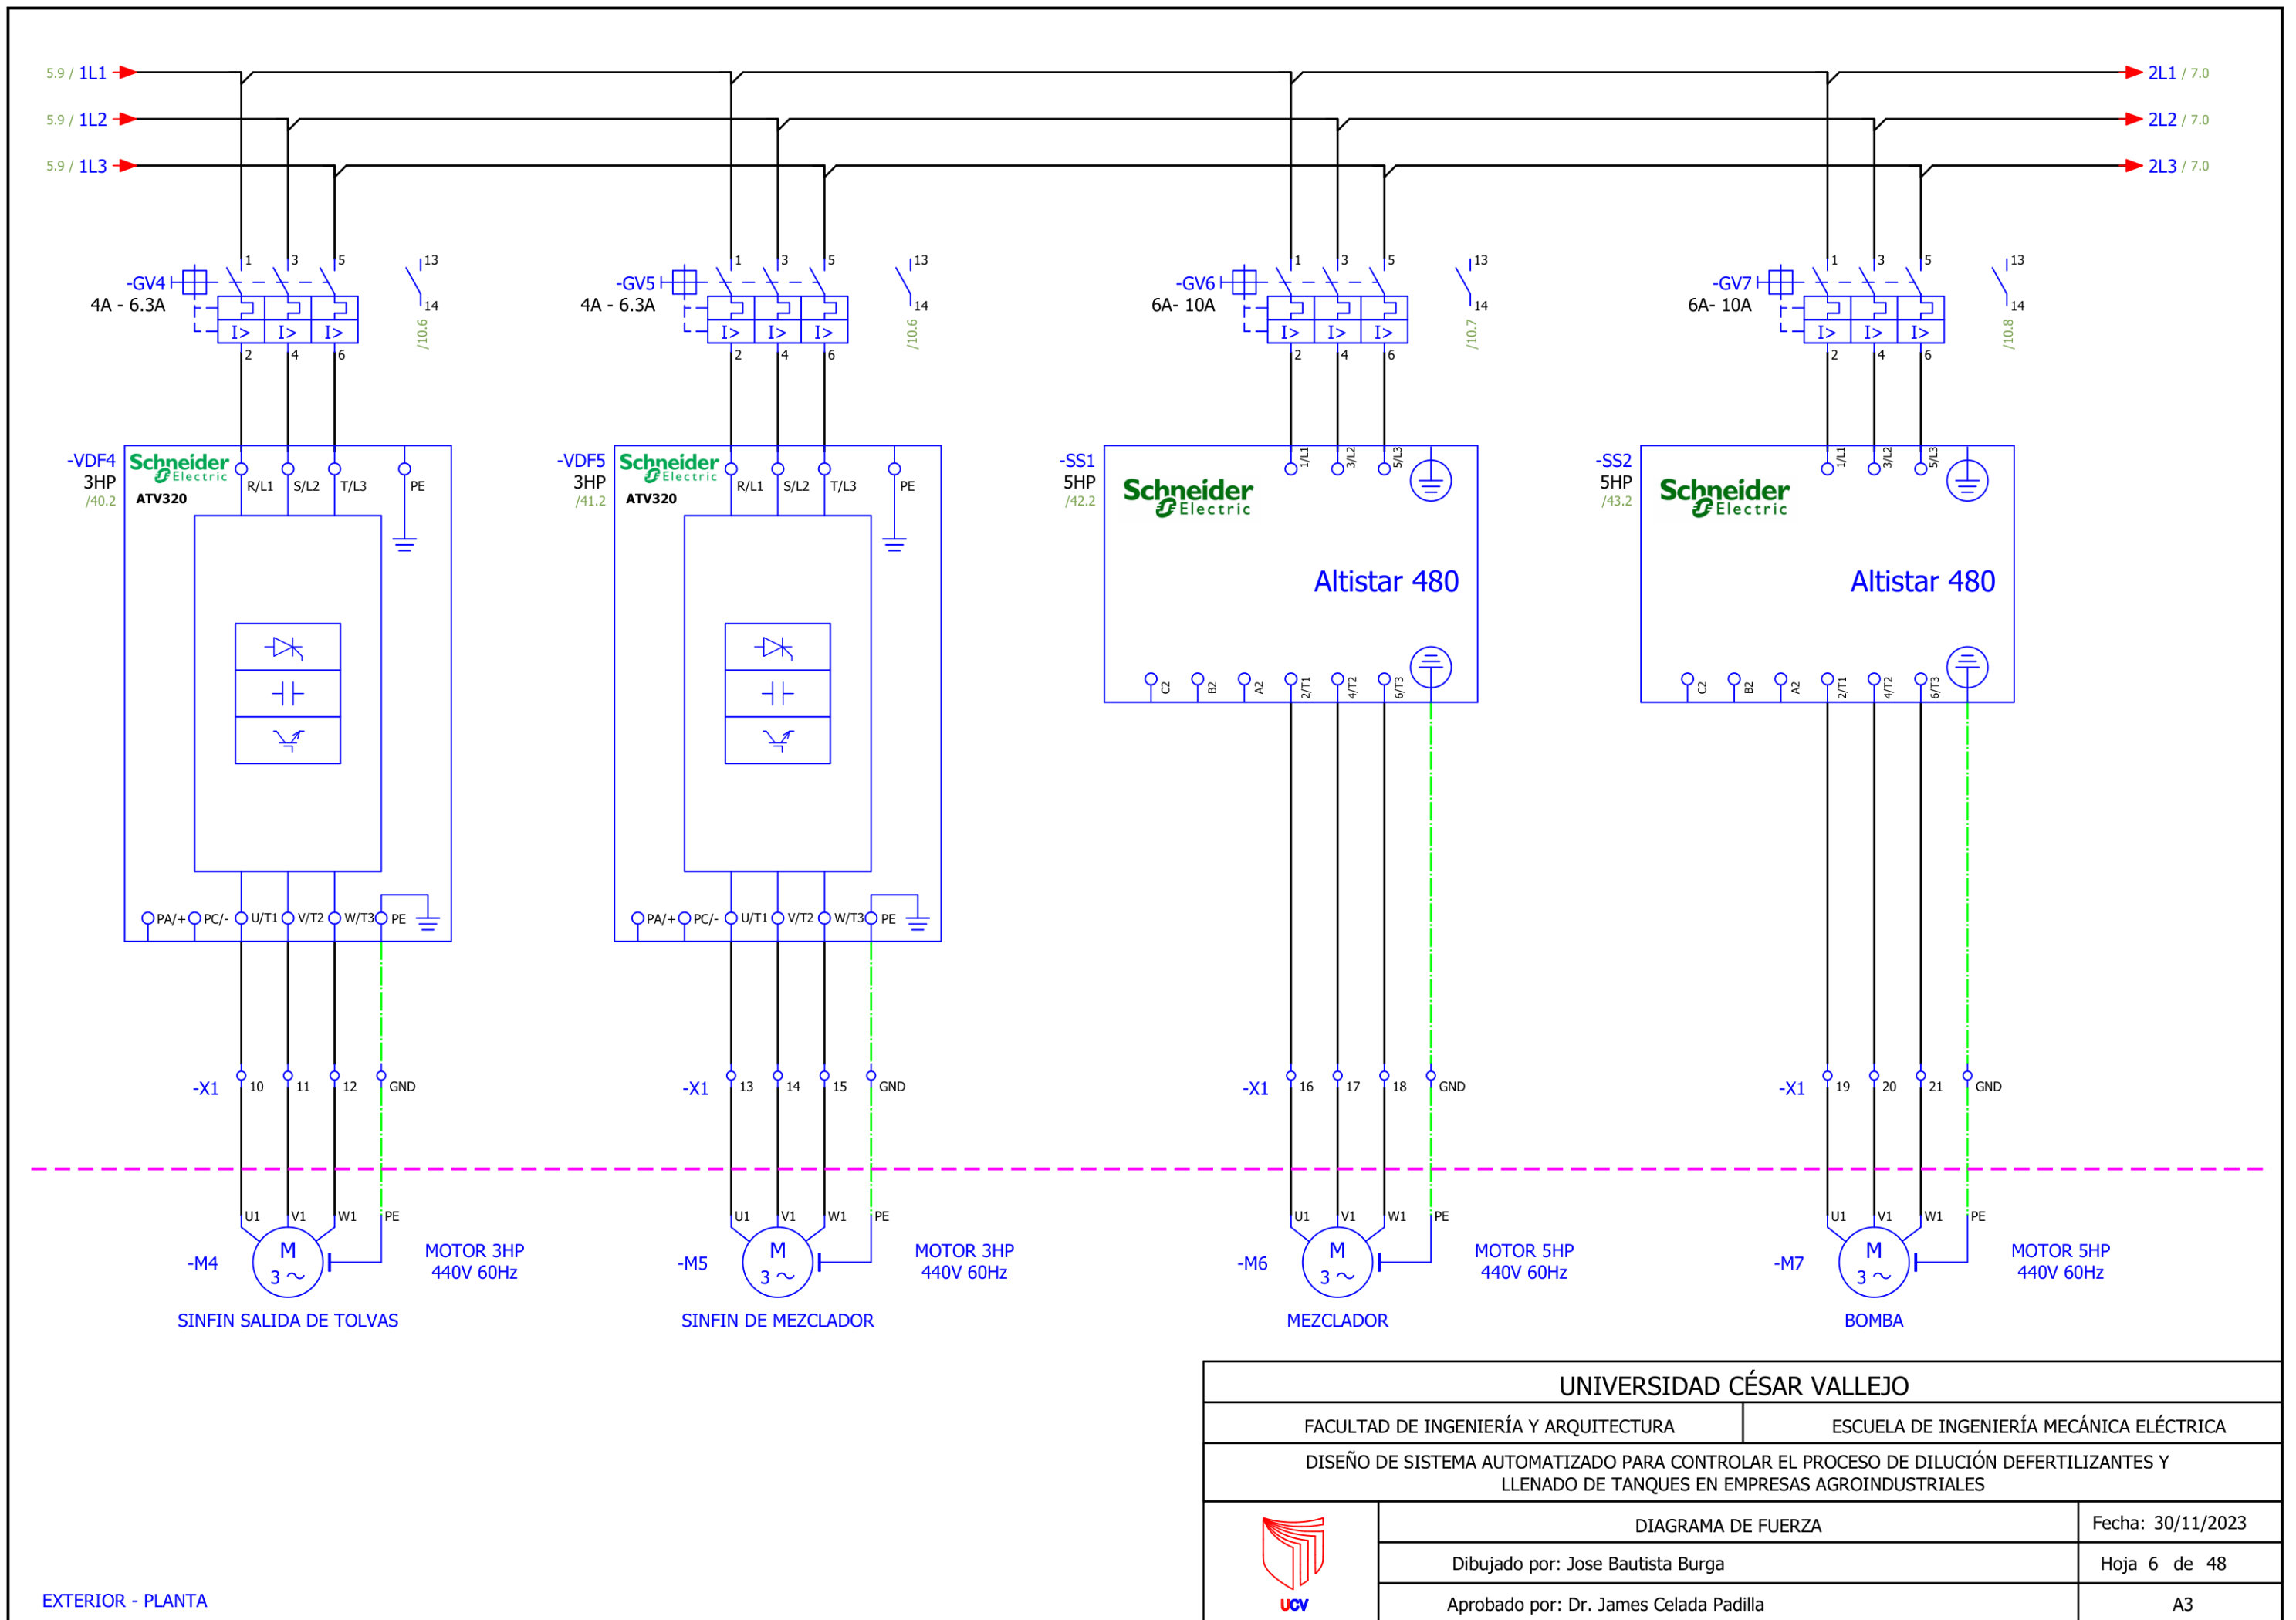 5.9 / 1L1 2L1 / 7.0
5.9 / 1L2 2L2 / 7.0
5.9 / 1L3 2L3 / 7.0
1 3 5 13 1 3 5 13 1 3 5 13 1 3 5 13
-GV4 -GV5 -GV6 -GV7
4A - 6.3A 14 4A - 6.3A 14 6A- 10A 14 6A- 10A 14
I> I> I> /10.6 I> I> I> /10.6 I> I> I> /10.7 I> I> I> /10.8
2 4 6 2 4 6 2 4 6 2 4 6
-VDF4 Schneider Electric -VDF5 Schneider Electric -SS1 1/L1 3/L2 5/L3 -SS2 1/L1 3/L2 5/L3
3HP R/L1 S/L2 T/L3 PE 3HP R/L1 S/L2 T/L3 PE 5HP Schneider Electric 5HP Schneider Electric
/40.2 ATV320 /41.2 ATV320 /42.2 /43.2
Altistar 480 Altistar 480
C2 B2 A2 2/T1 4/T2 6/T3 C2 B2 A2 2/T1 4/T2 6/T3
PA/+ PC/- U/T1 V/T2 W/T3 PE PA/+ PC/- U/T1 V/T2 W/T3 PE
-X1 10 11 12 GND -X1 13 14 15 GND -X1 16 17 18 GND -X1 19 20 21 GND
U1 V1 W1 PE U1 V1 W1 PE U1 V1 W1 PE U1 V1 W1 PE
M MOTOR 3HP M MOTOR 3HP M MOTOR 5HP M MOTOR 5HP
-M4 -M5 -M6 -M7
3 ~ 440V 60Hz 3 ~ 440V 60Hz 3 ~ 440V 60Hz 3 ~ 440V 60Hz
SINFIN SALIDA DE TOLVAS SINFIN DE MEZCLADOR MEZCLADOR BOMBA
UNIVERSIDAD CÉSAR VALLEJO
FACULTAD DE INGENIERÍA Y ARQUITECTURA ESCUELA DE INGENIERÍA MECÁNICA ELÉCTRICA
DISEÑO DE SISTEMA AUTOMATIZADO PARA CONTROLAR EL PROCESO DE DILUCIÓN DEFERTILIZANTES Y
LLENADO DE TANQUES EN EMPRESAS AGROINDUSTRIALES
DIAGRAMA DE FUERZA Fecha: 30/11/2023
Dibujado por: Jose Bautista Burga Hoja 6 de 48
EXTERIOR - PLANTA UCV Aprobado por: Dr. James Celada Padilla A3